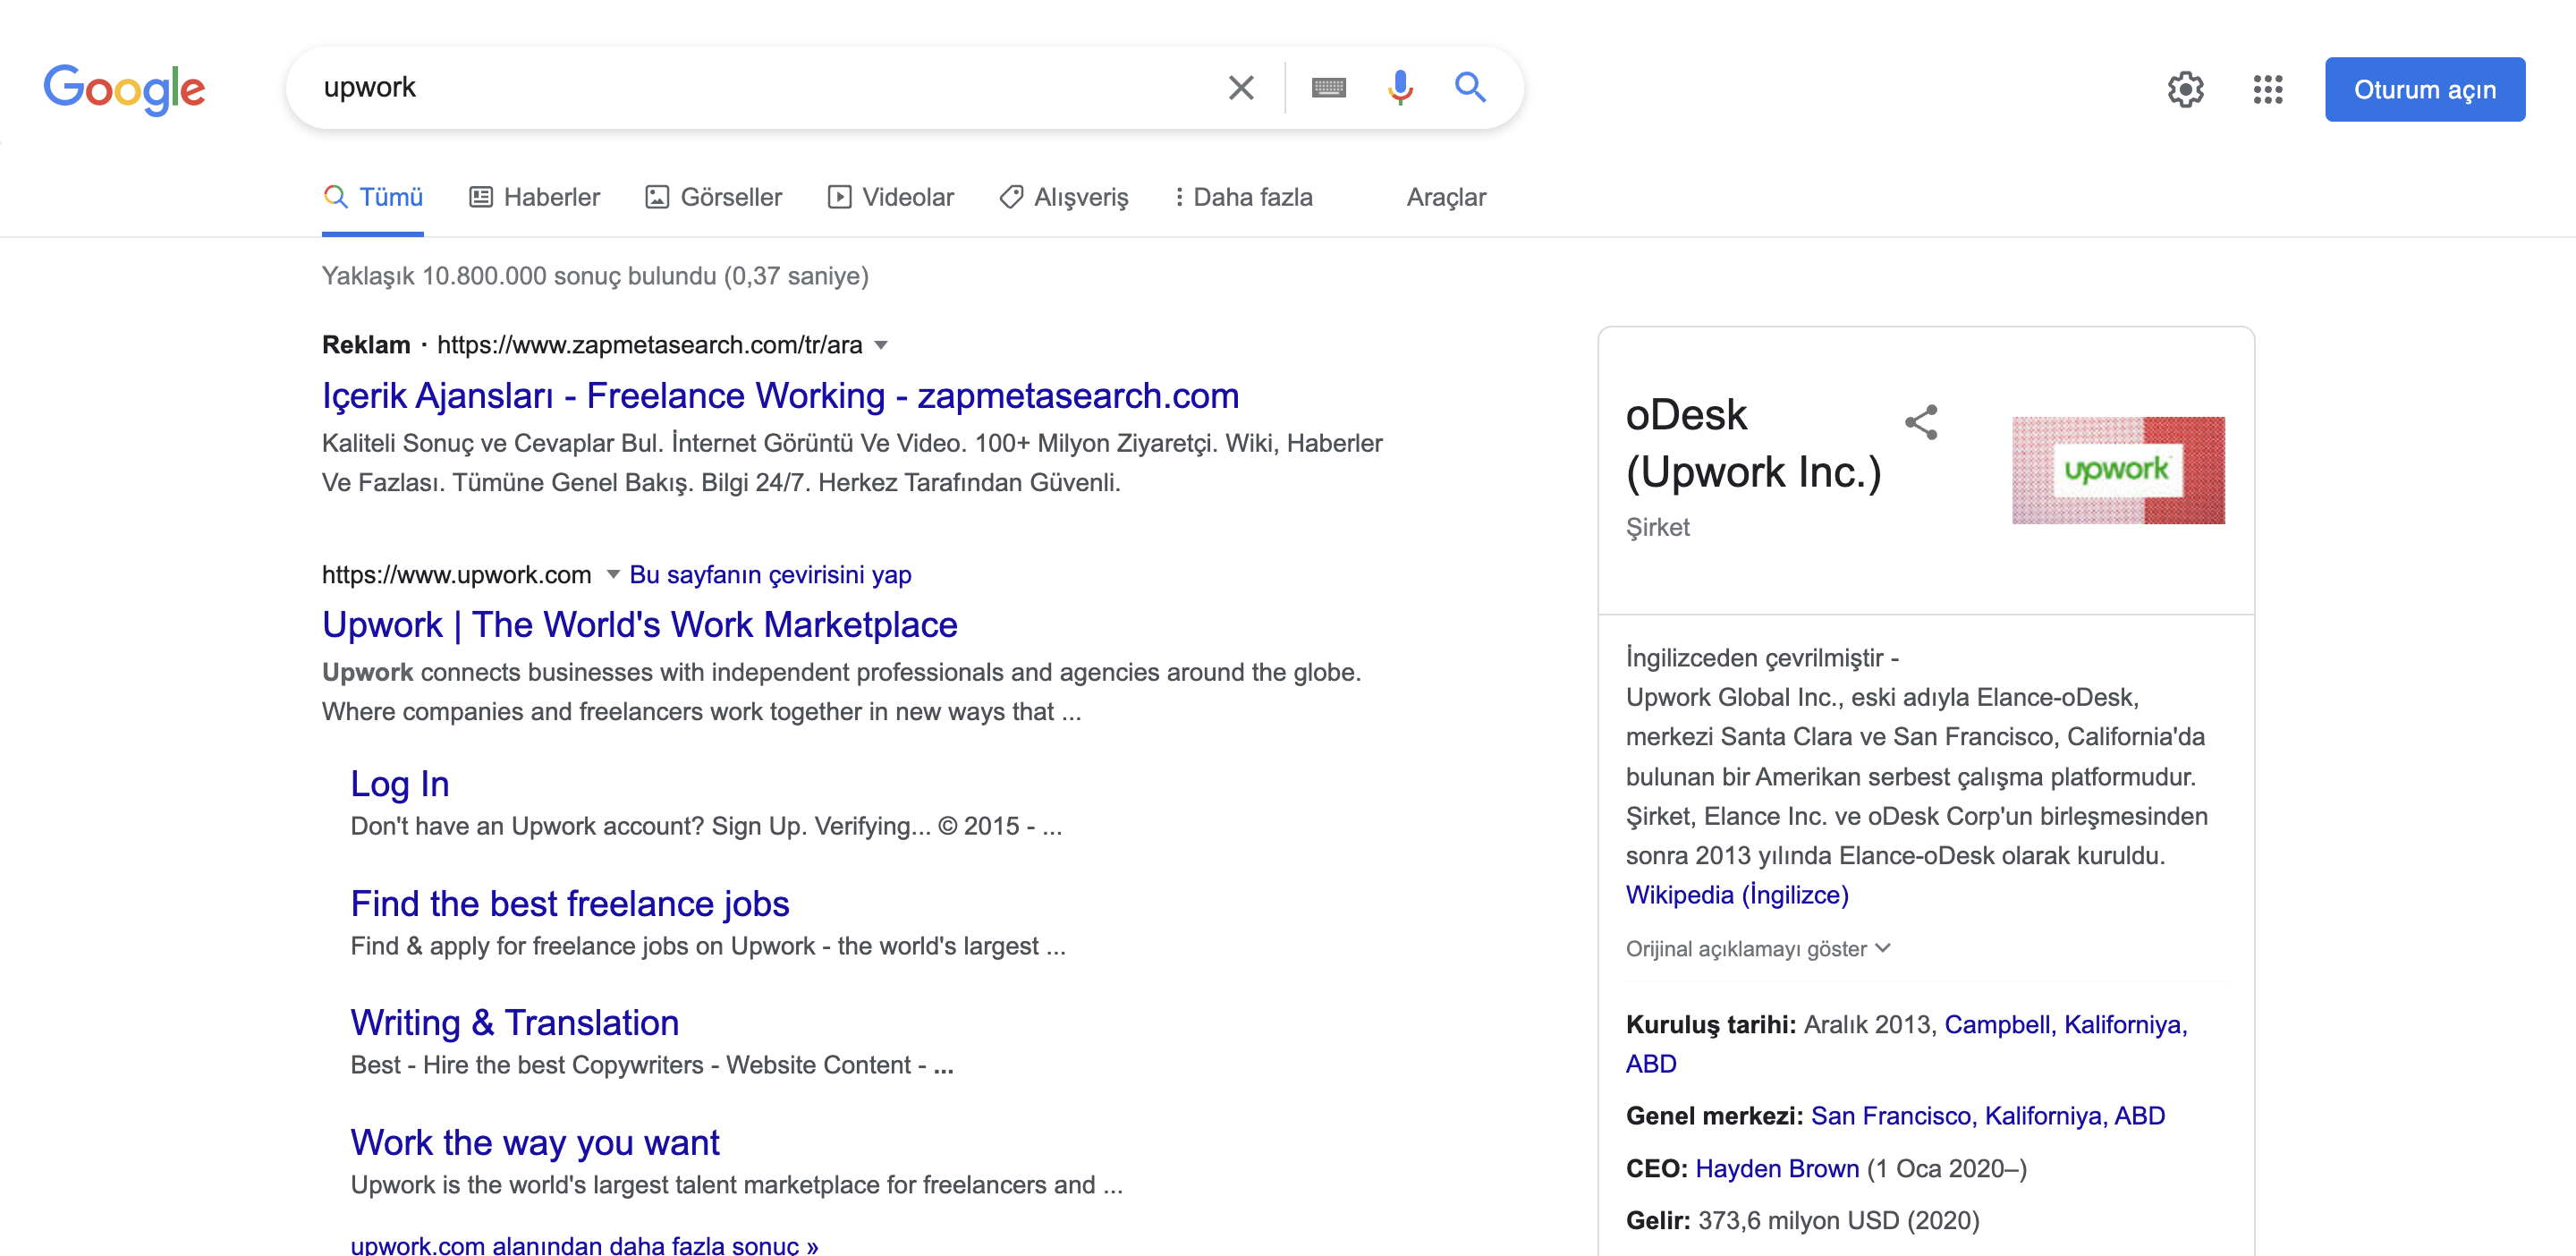 Google
upwork
Oturum açın
Tümü
Haberler
Görseller
Videolar
Alışveriş
Daha fazla
Araçlar
Yaklaşık 10.800.000 sonuç bulundu (0,37 saniye)
Reklam · https://www.zapmetasearch.com/tr/ara
Içerik Ajansları - Freelance Working - zapmetasearch.com
Kaliteli Sonuç ve Cevaplar Bul. İnternet Görüntü Ve Video. 100+ Milyon Ziyaretçi. Wiki, Haberler
Ve Fazlası. Tümüne Genel Bakış. Bilgi 24/7. Herkez Tarafından Güvenli.
https://www.upwork.com Bu sayfanın çevirisini yap
Upwork | The World's Work Marketplace
Upwork connects businesses with independent professionals and agencies around the globe.
Where companies and freelancers work together in new ways that ...
Log In
Don't have an Upwork account? Sign Up. Verifying... © 2015 - ...
Find the best freelance jobs
Find & apply for freelance jobs on Upwork - the world's largest ...
Writing & Translation
Best - Hire the best Copywriters - Website Content - ...
Work the way you want
Upwork is the world's largest talent marketplace for freelancers and ...
upwork.com alanından daha fazla sonuç »
oDesk
(Upwork Inc.)
Şirket
upwork
İngilizceden çevrilmiştir -
Upwork Global Inc., eski adıyla Elance-oDesk,
merkezi Santa Clara ve San Francisco, California'da
bulunan bir Amerikan serbest çalışma platformudur.
Şirket, Elance Inc. ve oDesk Corp'un birleşmesinden
sonra 2013 yılında Elance-oDesk olarak kuruldu.
Wikipedia (İngilizce)
Orijinal açıklamayı göster
Kuruluş tarihi: Aralık 2013, Campbell, Kaliforniya,
ABD
Genel merkezi: San Francisco, Kaliforniya, ABD
CEO: Hayden Brown (1 Oca 2020–)
Gelir: 373,6 milyon USD (2020)